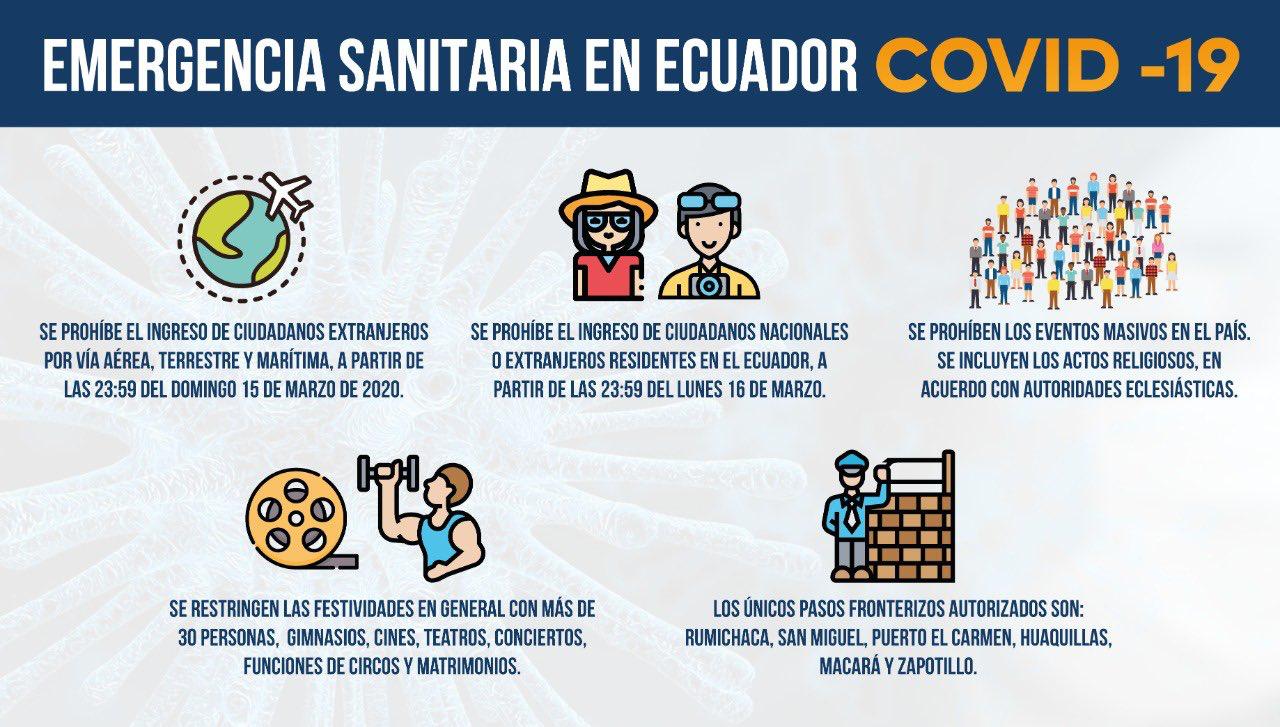 EMERGENCIA SANITARIA EN ECUADOR COVID -19
SE PROHÍBE EL INGRESO DE CIUDADANOS EXTRANJEROS
POR VÍA AÉREA, TERRESTRE Y MARÍTIMA, A PARTIR DE
LAS 23:59 DEL DOMINGO 15 DE MARZO DE 2020.
SE PROHÍBE EL INGRESO DE CIUDADANOS NACIONALES
O EXTRANJEROS RESIDENTES EN EL ECUADOR, A
PARTIR DE LAS 23:59 DEL LUNES 16 DE MARZO.
SE PROHÍBEN LOS EVENTOS MASIVOS EN EL PAÍS.
SE INCLUYEN LOS ACTOS RELIGIOSOS, EN
ACUERDO CON AUTORIDADES ECLESIÁSTICAS.
SE RESTRINGEN LAS FESTIVIDADES EN GENERAL CON MÁS DE
30 PERSONAS, GIMNASIOS, CINES, TEATROS, CONCIERTOS,
FUNCIONES DE CIRCOS Y MATRIMONIOS.
LOS ÚNICOS PASOS FRONTERIZOS AUTORIZADOS SON:
RUMICHACA, SAN MIGUEL, PUERTO EL CARMEN, HUAQUILLAS,
MACARÁ Y ZAPOTILLO.